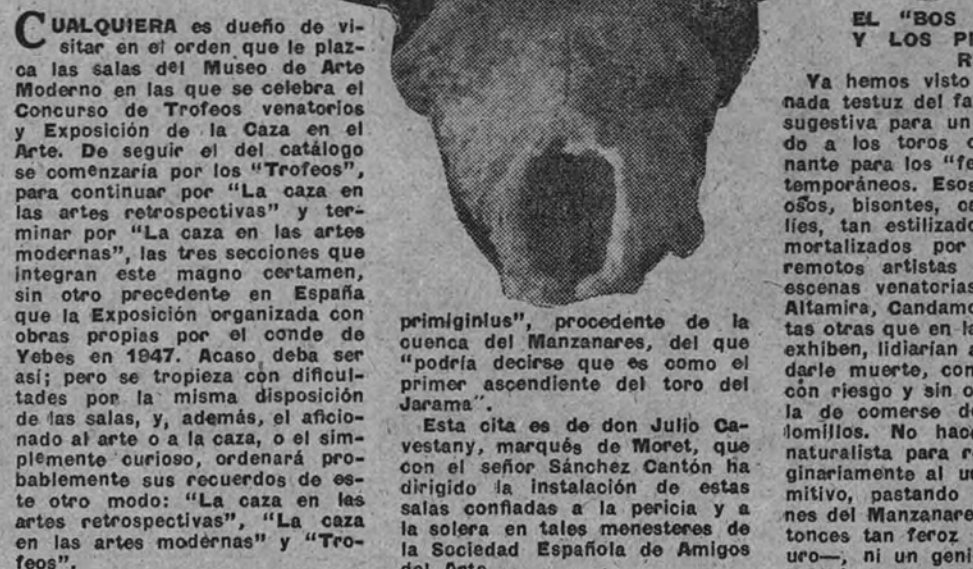 CUALQUIERA es dueño de vi-
sitar en el orden que le plaz-
ca las salas del Museo de Arte
Moderno en las que se celebra el
Concurso de Trofeos venatorios
y Exposición de la Caza en el
Arte. De seguir el del catálogo
se comenzaría por los "Trofeos",
para continuar por "La caza en
las artes retrospectivas" y ter-
minar por "La caza en las artes
modernas", las tres secciones que
integran este magno certamen,
sin otro precedente en España
que la Exposición organizada con
obras propias por el conde de
Yebes en 1947. Acaso deba ser
así; pero se tropieza con dificul-
tades por la misma disposición
de las salas, y, además, el aficio-
nado al arte o a la caza, o el sim-
plemente curioso, ordenará pro-
bablemente sus recuerdos de es-
te otro modo: "La caza en las
artes retrospectivas", "La caza
en las artes modernas" y "Tro-
feos".
primiginius", procedente de la
cuenca del Manzanares, del que
"podría decirse que es como el
primer ascendiente del toro del
Jarama".
Esta cita es de don Julio Ca-
vestany, marqués de Moret, que
con el señor Sánchez Cantón ha
dirigido la instalación de estas
salas confiadas a la pericia y a
la solera en tales menesteres de
la Sociedad Española de Amigos
del Arte
EL "BOS
Y LOS
R
Ya hemos visto
nada testuz del fa
sugestiva para un
do a los toros
nante para los "fe
temporáneos. Esos
osos, bisontes,
líes, tan estilizado
mortalizados por
remotos artistas
escenas venatorias
Altamira, Candamo
tas otras que en la
exhiben, lidiarían a
darle muerte, con
con riesgo y sin
la de comerse
lomillos. No hace
naturalista para
ginariamente al
mitivo, pastando
nes del Manzanare
tonces tan feroz
uro—, ni un geni